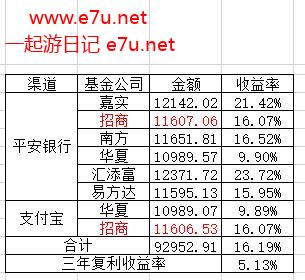 www.e7u.net
一起游日记 e7u.net
渠道 基金公司 金额 收益率
平安银行 嘉实 12142.02 21.42%
招商 11607.06 16.07%
南方 11651.81 16.52%
华夏 10989.57 9.90%
汇添富 12371.72 23.72%
易方达 11595.13 15.95%
支付宝 华夏 10989.07 9.89%
招商 11606.53 16.07%
合计 92952.91 16.19%
三年复利收益率 5.13%